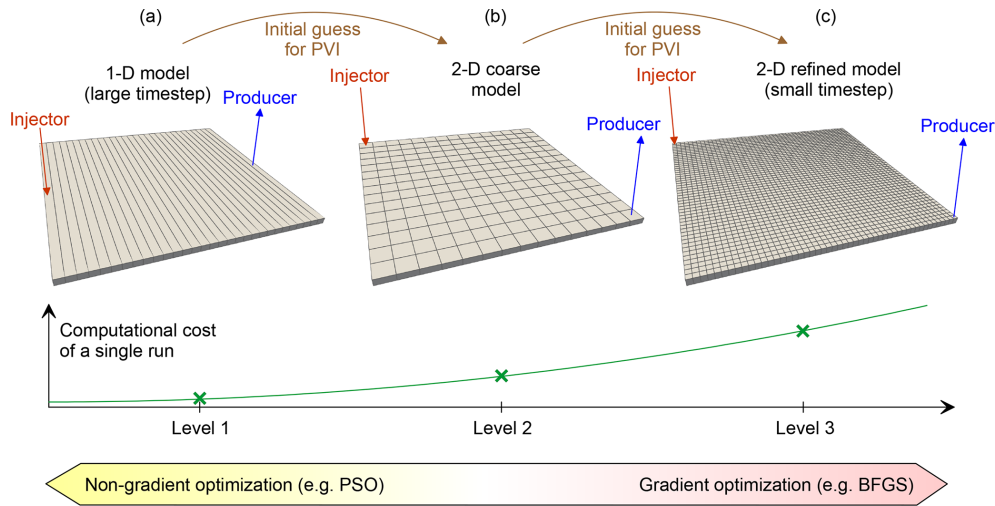 (a)
(b)
(c)
Initial guess
for PVI
Initial guess
for PVI
1-D model
(large timestep)
Injector
Producer
Injector
2-D coarse
model
Producer
Injector
2-D refined model
(small timestep)
Producer
Computational cost
of a single run
Level 1
Level 2
Level 3
Non-gradient optimization (e.g. PSO)
Gradient optimization (e.g. BFGS)